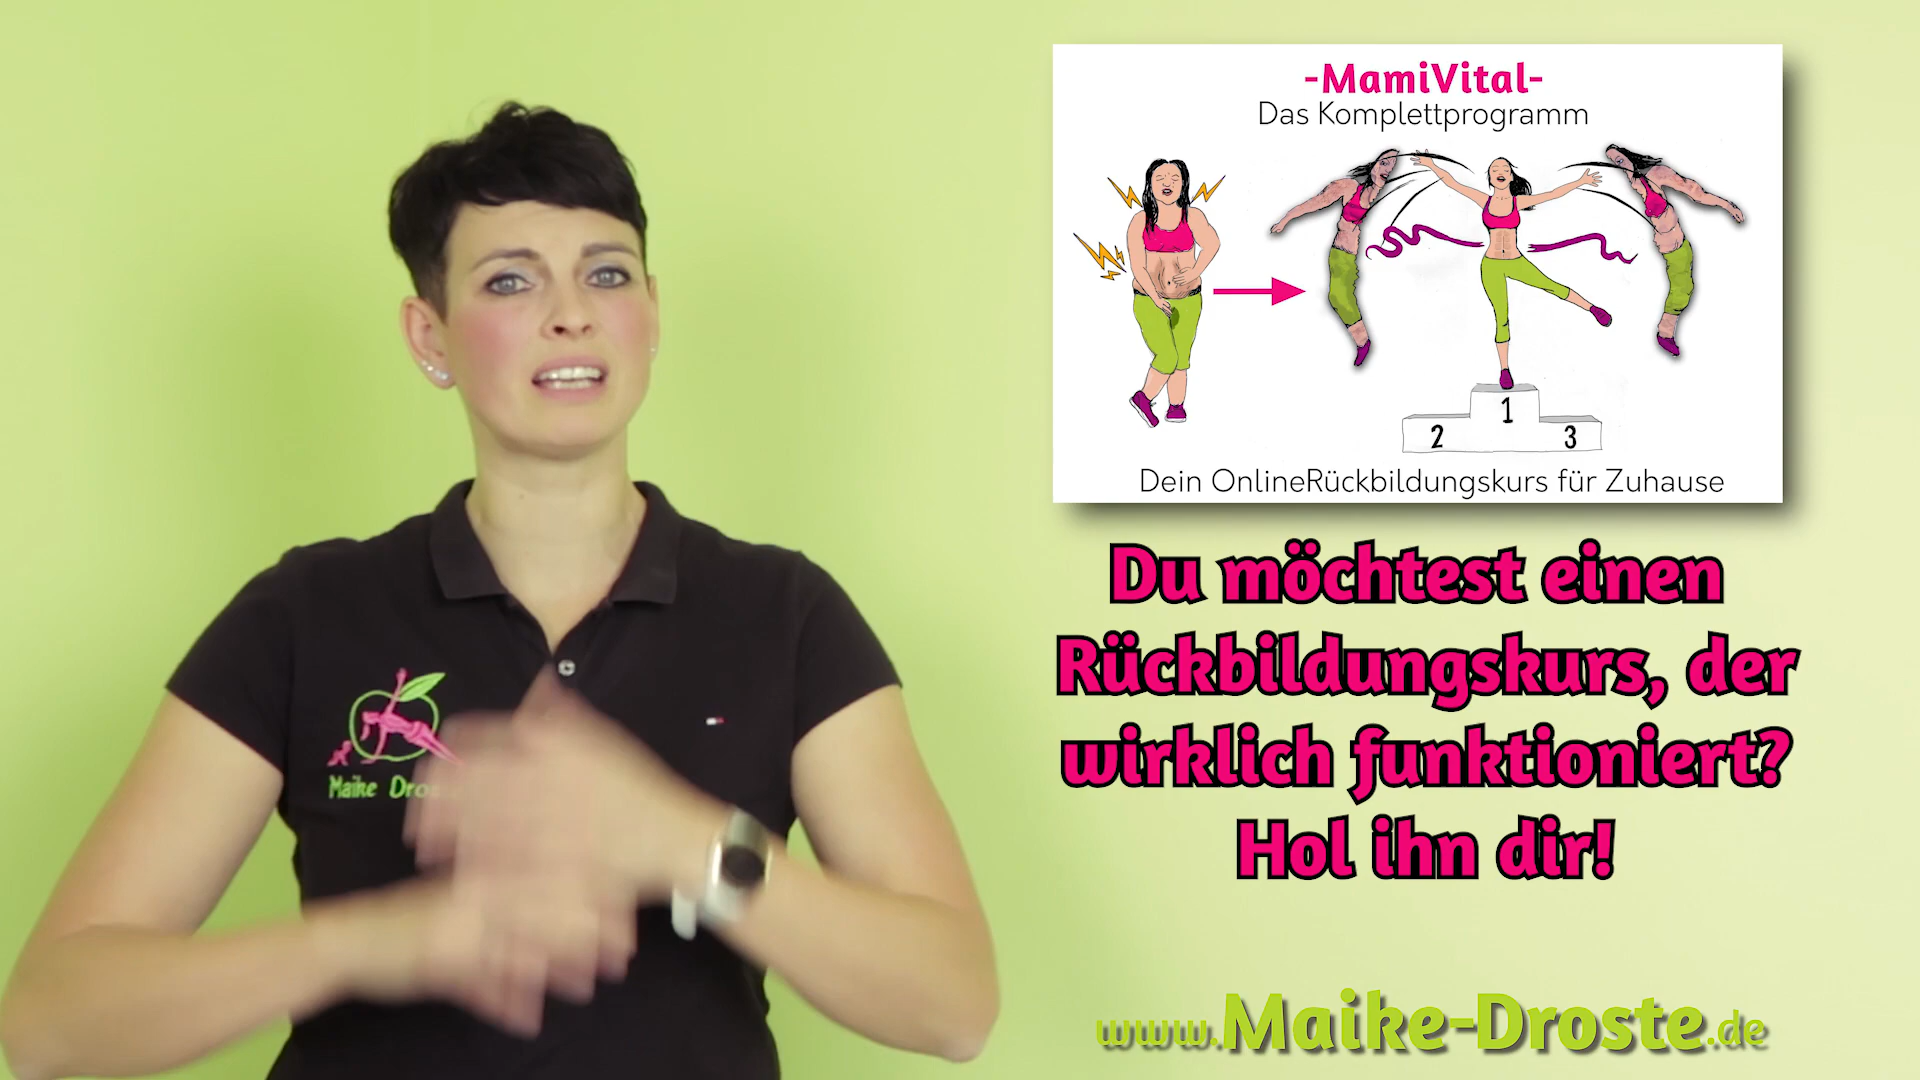 -MamiVital-
Das Komplettprogramm
1
2
3
Dein OnlineRückbildungskurs für Zuhause
Du möchtest einen
Rückbildungskurs, der
wirklich funktioniert?
Hol ihn dir!
www.Maike-Droste.de
Maike